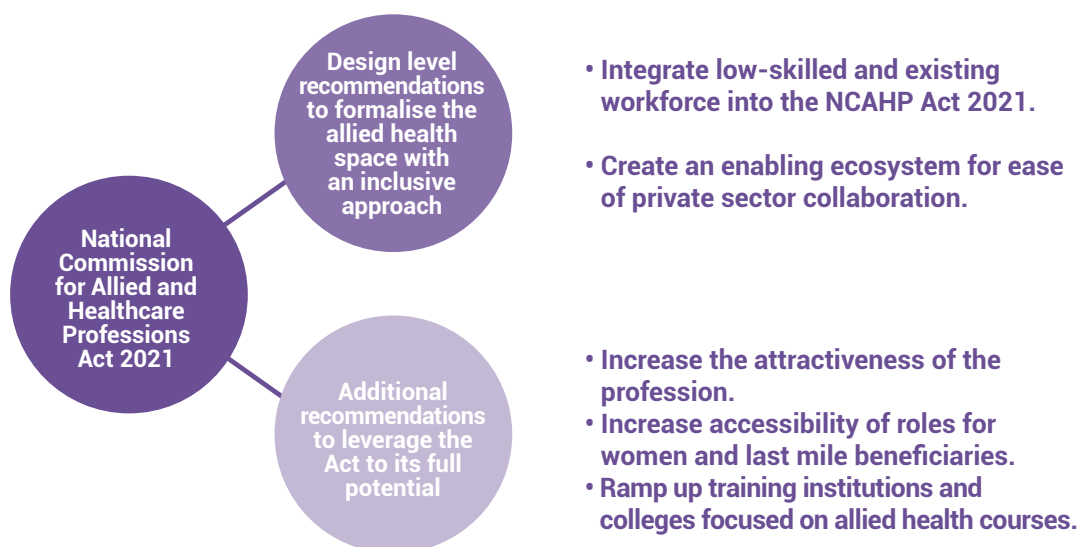 National
Commission
for Allied and
Healthcare
Professions
Act 2021
Design level
recommendations
to formalise the
allied health
space with
an inclusive
approach
• Integrate low-skilled and existing
workforce into the NCAHP Act 2021.
• Create an enabling ecosystem for ease
of private sector collaboration.
Additional
recommendations
to leverage the
Act to its full
potential
• Increase the attractiveness of the
profession.
• Increase accessibility of roles for
women and last mile beneficiaries.
• Ramp up training institutions and
colleges focused on allied health courses.